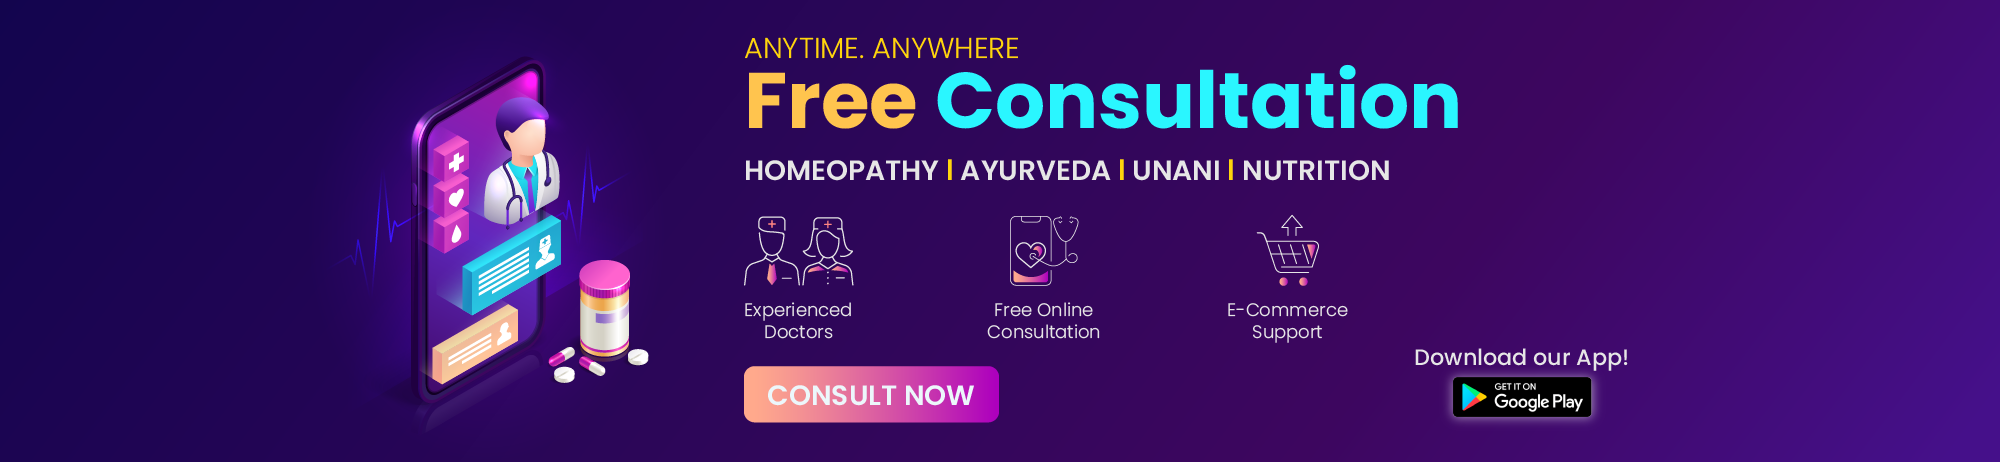 ANYTIME. ANYWHERE
Free Consultation
HOMEOPATHY | AYURVEDA | UNANI | NUTRITION
Experienced
Doctors
Free Online
Consultation
E-Commerce
Support
CONSULT NOW
Download our App!
GET IT ON
Google Play